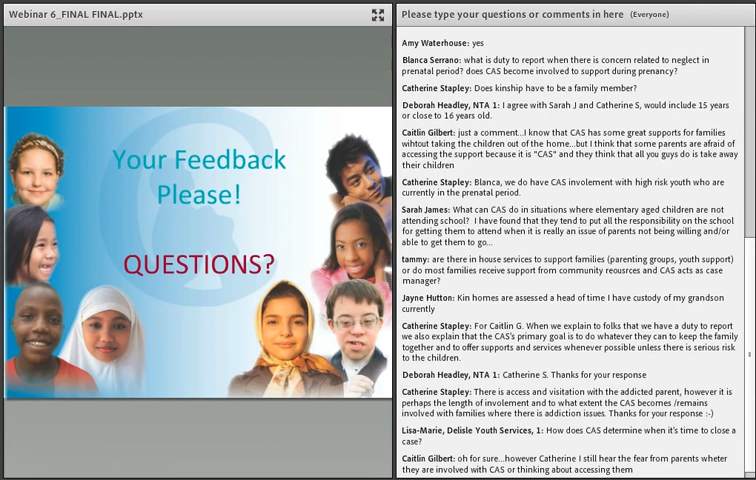 Webinar 6_FINAL FINAL.pptx
Your Feedback
Please!
QUESTIONS?
Please type your questions or comments in here (Everyone)
Amy Waterhouse: yes
Blanca Serrano: what is duty to report when there is concern related to neglect in
prenatal period? does CAS become involved to support during prenancy?
Catherine Stapley: Does kinship have to be a family member?
Deborah Headley, NTA 1: I agree with Sarah J and Catherine S, would include 15 years
or close to 16 years old.
Caitlin Gilbert: just a comment...I know that CAS has some great supports for families
wihtout taking the children out of the home...but I think that some parents are afraid of
accessing the support because it is "CAS" and they think that all you guys do is take away
their children
Catherine Stapley: Blanca, we do have CAS involement with high risk youth who are
currently in the prenatal period.
Sarah James: What can CAS do in situations where elementary aged children are not
attending school? I have found that they tend to put all the responsibility on the school
for getting them to attend when it is really an issue of parents not being willing and/or
able to get them to go...
tammy: are there in house services to support families (parenting groups, youth support)
or do most families receive support from community reousrces and CAS acts as case
manager?
Jayne Hutton: Kin homes are assessed a head of time I have custody of my grandson
currently
Catherine Stapley: For Caitlin G. When we explain to folks that we have a duty to report
we also explain that the CAS's primary goal is to do whatever they can to keep the family
together and to offer supports and services whenever possible unless there is serious risk
to the children.
Deborah Headley, NTA 1: Catherine S. Thanks for your response
Catherine Stapley: There is access and visitation with the addicted parent, however it is
perhaps the length of involement and to what extent the CAS becomes /remains
involved with families where there is addiction issues. Thanks for your response :-)
Lisa-Marie, Delisle Youth Services, 1: How does CAS determine when it's time to close a
case?
Caitlin Gilbert: oh for sure...however Catherine I still hear the fear from parents wheter
they are involved with CAS or thinking about accessing them